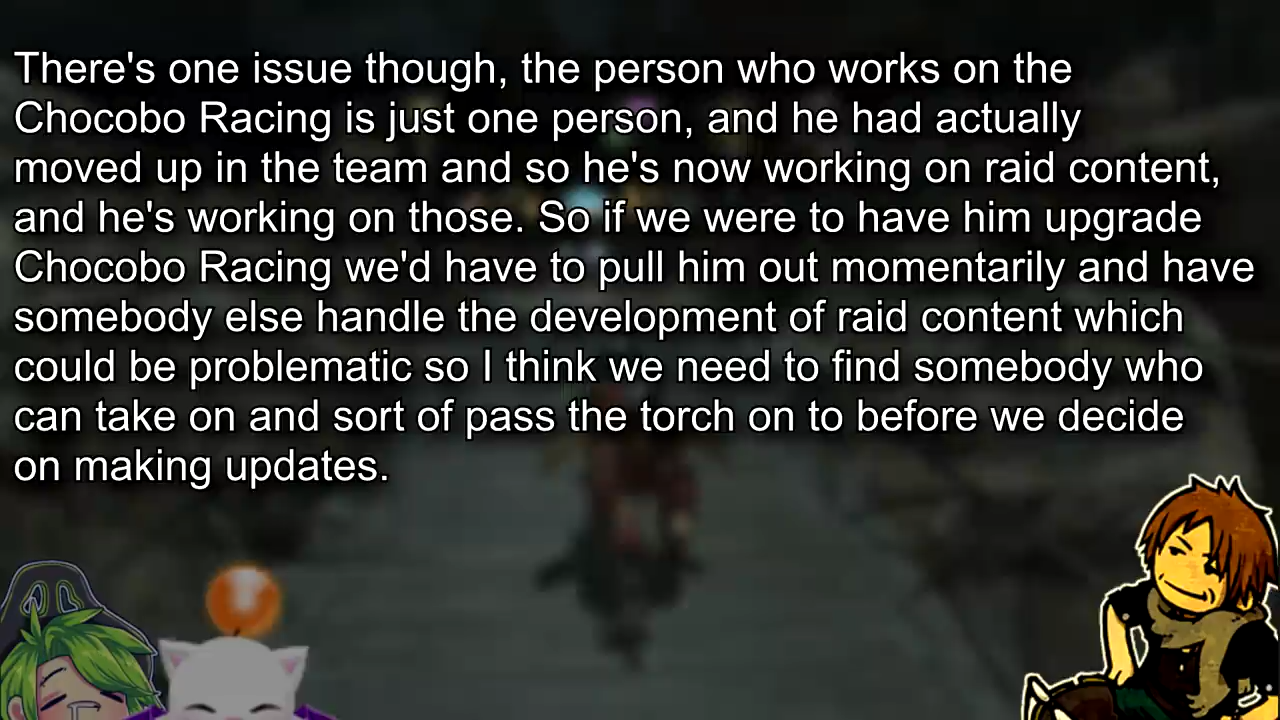 There's one issue though, the person who works on the
Chocobo Racing is just one person, and he had actually
moved up in the team and so he's now working on raid content,
and he's working on those. So if we were to have him upgrade
Chocobo Racing we'd have to pull him out momentarily and have
somebody else handle the development of raid content which
could be problematic so I think we need to find somebody who
can take on and sort of pass the torch on to before we decide
on making updates.